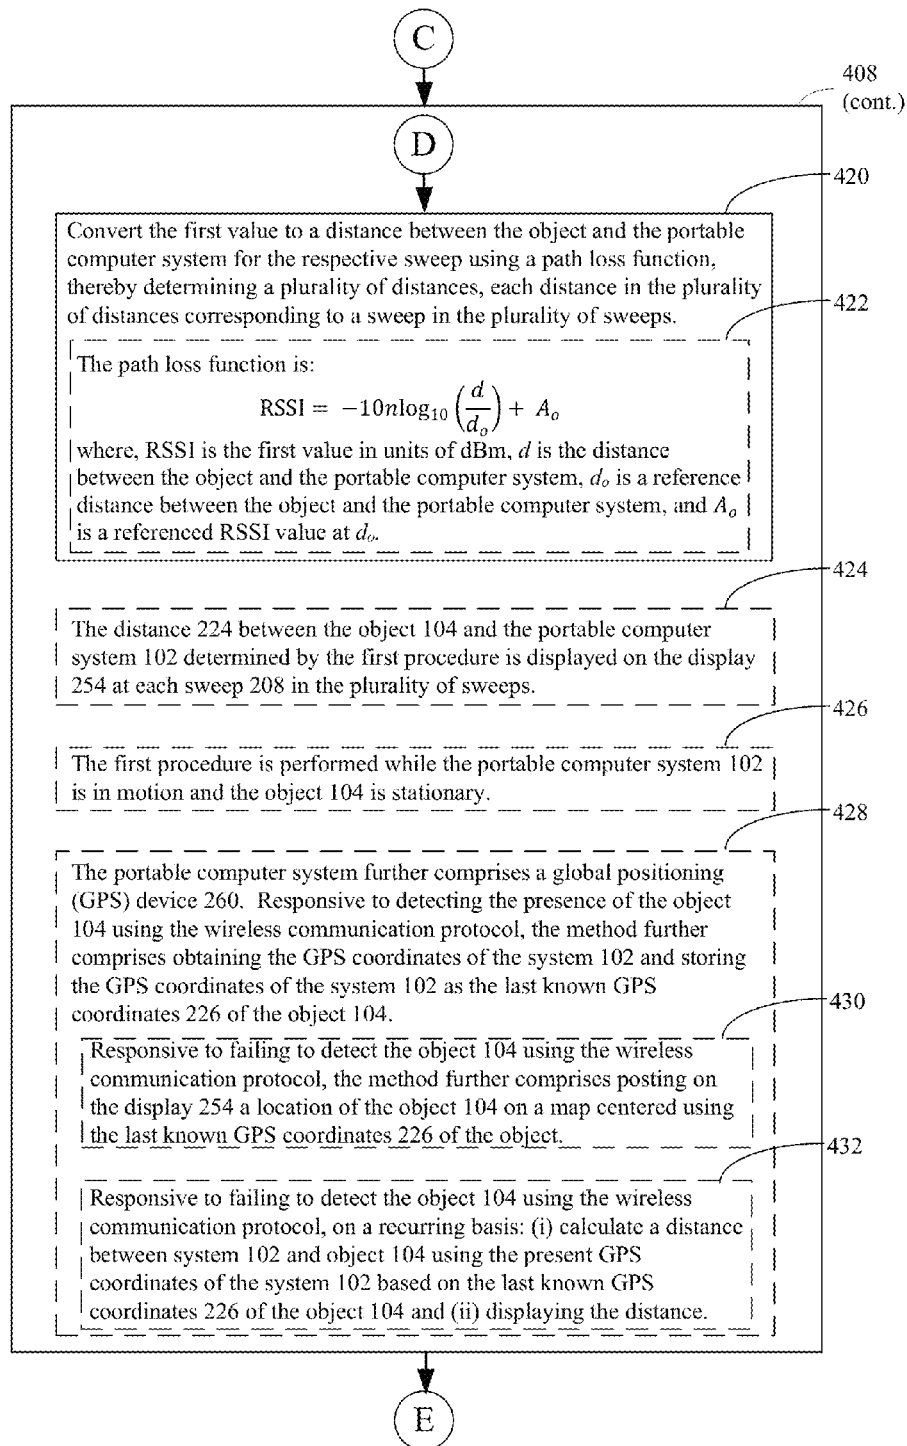 C
408
(cont.)
D
420
Convert the first value to a distance between the object and the portable
computer system for the respective sweep using a path loss function,
thereby determining a plurality of distances, each distance in the plurality
of distances corresponding to a sweep in the plurality of sweeps.
422
The path loss function is:
RSSI = −10nlog₁₀ (d/dₒ) + Aₒ
where, RSSI is the first value in units of dBm, d is the distance
between the object and the portable computer system, dₒ is a reference
distance between the object and the portable computer system, and Aₒ
is a referenced RSSI value at dₒ.
424
The distance 224 between the object 104 and the portable computer
system 102 determined by the first procedure is displayed on the display
254 at each sweep 208 in the plurality of sweeps.
426
The first procedure is performed while the portable computer system 102
is in motion and the object 104 is stationary.
428
The portable computer system further comprises a global positioning
(GPS) device 260.  Responsive to detecting the presence of the object
104 using the wireless communication protocol, the method further
comprises obtaining the GPS coordinates of the system 102 and storing
the GPS coordinates of the system 102 as the last known GPS
coordinates 226 of the object 104.
430
Responsive to failing to detect the object 104 using the wireless
communication protocol, the method further comprises posting on
the display 254 a location of the object 104 on a map centered using
the last known GPS coordinates 226 of the object.
432
Responsive to failing to detect the object 104 using the wireless
communication protocol, on a recurring basis: (i) calculate a distance
between system 102 and object 104 using the present GPS
coordinates of the system 102 based on the last known GPS
coordinates 226 of the object 104 and (ii) displaying the distance.
E